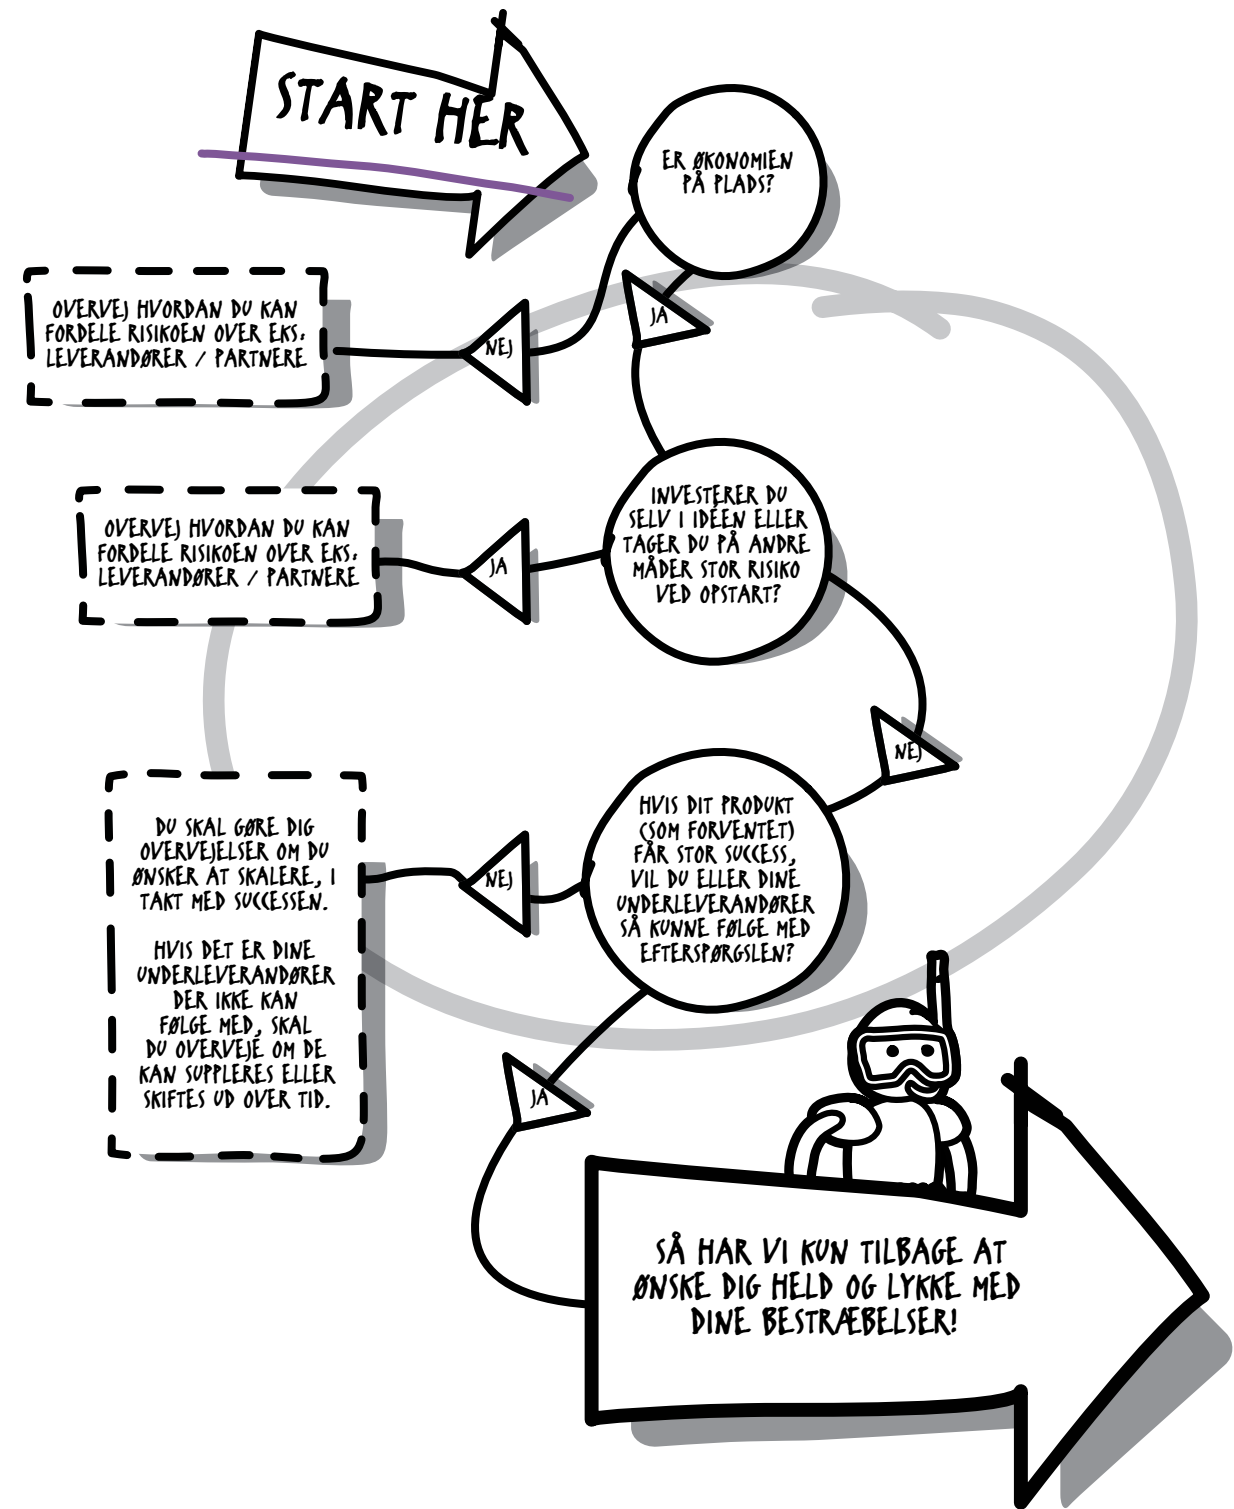 START HER
ER ØKONOMIEN
PÅ PLADS?
JA
NEJ
OVERVEJ HVORDAN DU KAN
FORDELE RISIKOEN OVER EKS.
LEVERANDØRER / PARTNERE
INVESTERER DU
SELV I IDÉEN ELLER
TAGER DU PÅ ANDRE
MÅDER STOR RISIKO
VED OPSTART?
JA
OVERVEJ HVORDAN DU KAN
FORDELE RISIKOEN OVER EKS.
LEVERANDØRER / PARTNERE
NEJ
HVIS DIT PRODUKT
(SOM FORVENTET)
FÅR STOR SUCCESS,
VIL DU ELLER DINE
UNDERLEVERANDØRER
SÅ KUNNE FØLGE MED
EFTERSPØRGSLEN?
NEJ
DU SKAL GØRE DIG
OVERVEJELSER OM DU
ØNSKER AT SKALERE, I
TAKT MED SUCCESSEN.
HVIS DET ER DINE
UNDERLEVERANDØRER
DER IKKE KAN
FØLGE MED, SKAL
DU OVERVEJE OM DE
KAN SUPPLERES ELLER
SKIFTES UD OVER TID.
JA
SÅ HAR VI KUN TILBAGE AT
ØNSKE DIG HELD OG LYKKE MED
DINE BESTRÆBELSER!